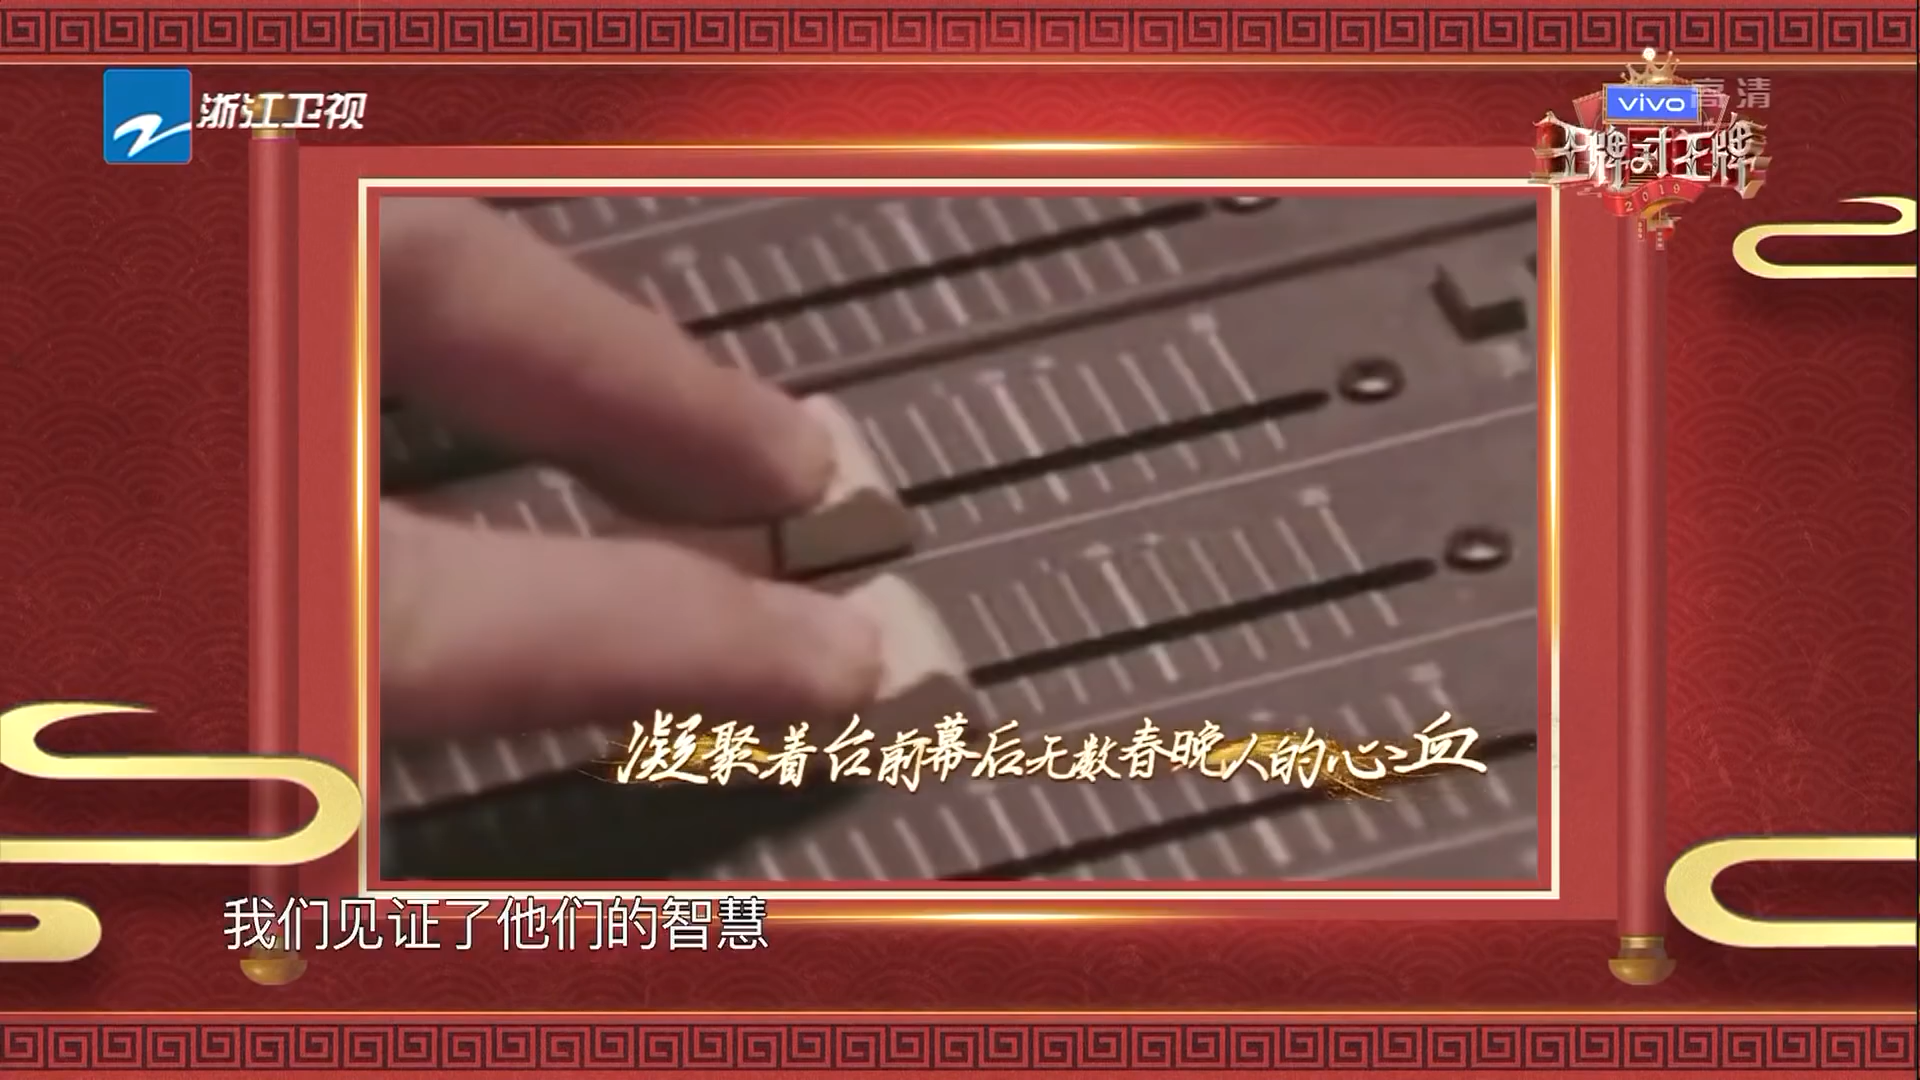 浙江卫视
高清
vivo
王牌对王牌
2019
凝聚着台前幕后无数春晚人的心血
我们见证了他们的智慧